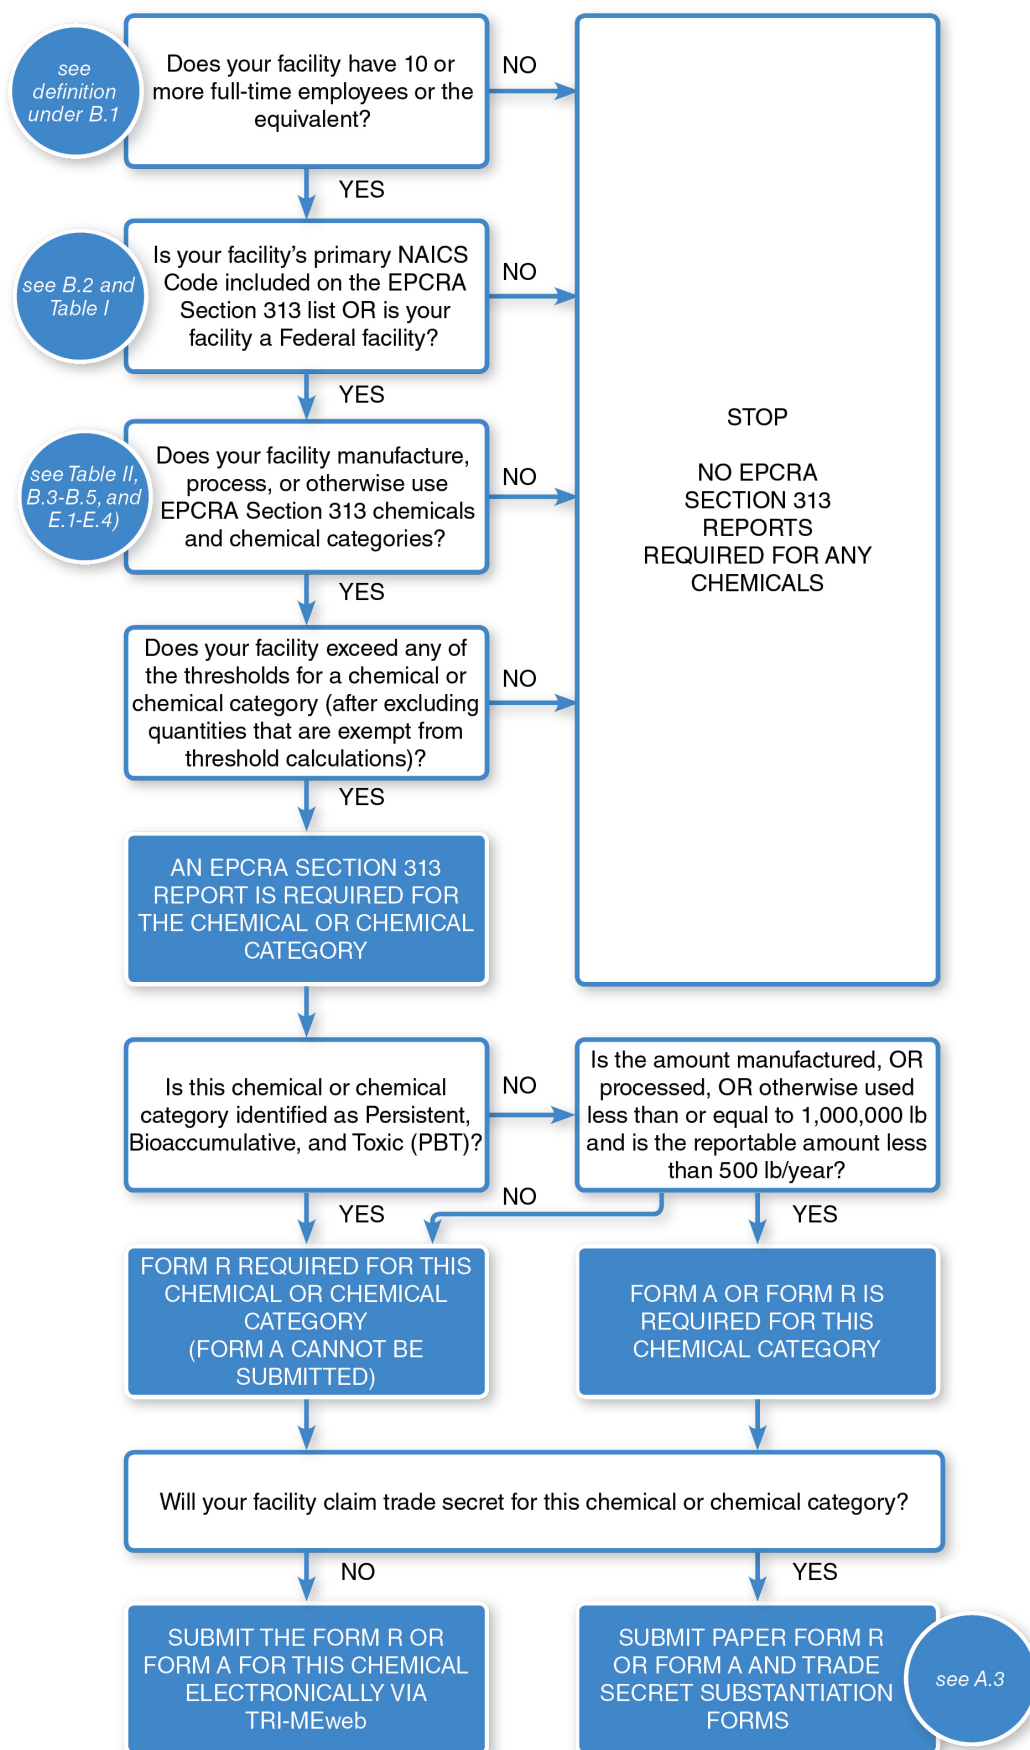 see
definition
under B.1
Does your facility have 10 or
more full-time employees or the
equivalent?
NO
YES
see B.2 and
Table I
Is your facility’s primary NAICS
Code included on the EPCRA
Section 313 list OR is your
facility a Federal facility?
NO
YES
see Table II,
B.3-B.5, and
E.1-E.4)
Does your facility manufacture,
process, or otherwise use
EPCRA Section 313 chemicals
and chemical categories?
NO
YES
Does your facility exceed any of
the thresholds for a chemical or
chemical category (after excluding
quantities that are exempt from
threshold calculations)?
NO
YES
STOP
NO EPCRA
SECTION 313
REPORTS
REQUIRED FOR ANY
CHEMICALS
AN EPCRA SECTION 313
REPORT IS REQUIRED FOR
THE CHEMICAL OR CHEMICAL
CATEGORY
Is this chemical or chemical
category identified as Persistent,
Bioaccumulative, and Toxic (PBT)?
NO
YES
Is the amount manufactured, OR
processed, OR otherwise used
less than or equal to 1,000,000 lb
and is the reportable amount less
than 500 lb/year?
NO
YES
FORM R REQUIRED FOR THIS
CHEMICAL OR CHEMICAL
CATEGORY
(FORM A CANNOT BE
SUBMITTED)
FORM A OR FORM R IS
REQUIRED FOR THIS
CHEMICAL CATEGORY
Will your facility claim trade secret for this chemical or chemical category?
NO
YES
SUBMIT THE FORM R OR
FORM A FOR THIS CHEMICAL
ELECTRONICALLY VIA
TRI-MEweb
SUBMIT PAPER FORM R
OR FORM A AND TRADE
SECRET SUBSTANTIATION
FORMS
see A.3